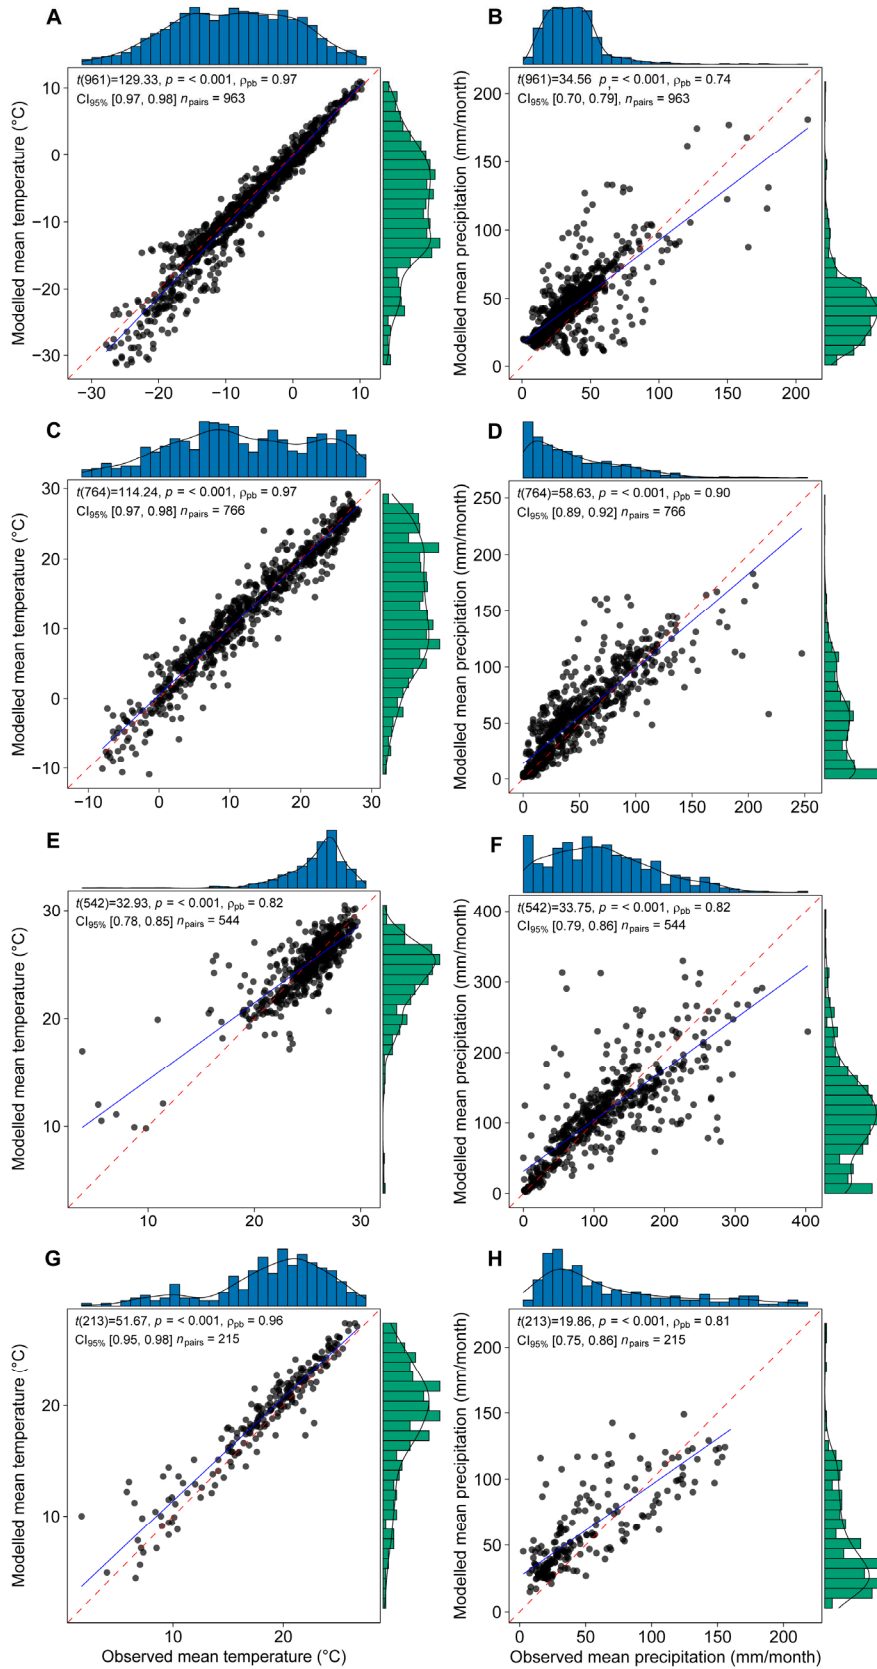 A
t(961)=129.33, p = < 0.001, ρpb = 0.97
CI95% [0.97, 0.98] npairs = 963
Modelled mean temperature (°C)
10
0
−10
−20
−30
−30 −20 −10 0 10
B
t(961)=34.56 p = < 0.001, ρpb = 0.74
CI95% [0.70, 0.79], npairs = 963
Modelled mean precipitation (mm/month)
200
150
100
50
0
0 50 100 150 200
C
t(764)=114.24, p = < 0.001, ρpb = 0.97
CI95% [0.97, 0.98] npairs = 766
Modelled mean temperature (°C)
30
20
10
0
−10
−10 0 10 20 30
D
t(764)=58.63, p = < 0.001, ρpb = 0.90
CI95% [0.89, 0.92] npairs = 766
Modelled mean precipitation (mm/month)
250
200
150
100
50
0
0 50 100 150 200 250
E
t(542)=32.93, p = < 0.001, ρpb = 0.82
CI95% [0.78, 0.85] npairs = 544
Modelled mean temperature (°C)
30
20
10
10 20 30
F
t(542)=33.75, p = < 0.001, ρpb = 0.82
CI95% [0.79, 0.86] npairs = 544
Modelled mean precipitation (mm/month)
400
300
200
100
0
0 100 200 300 400
G
t(213)=51.67, p = < 0.001, ρpb = 0.96
CI95% [0.95, 0.98] npairs = 215
Modelled mean temperature (°C)
20
10
10 20
Observed mean temperature (°C)
H
t(213)=19.86, p = < 0.001, ρpb = 0.81
CI95% [0.75, 0.86] npairs = 215
Modelled mean precipitation (mm/month)
200
150
100
50
0
0 50 100 150 200
Observed mean precipitation (mm/month)